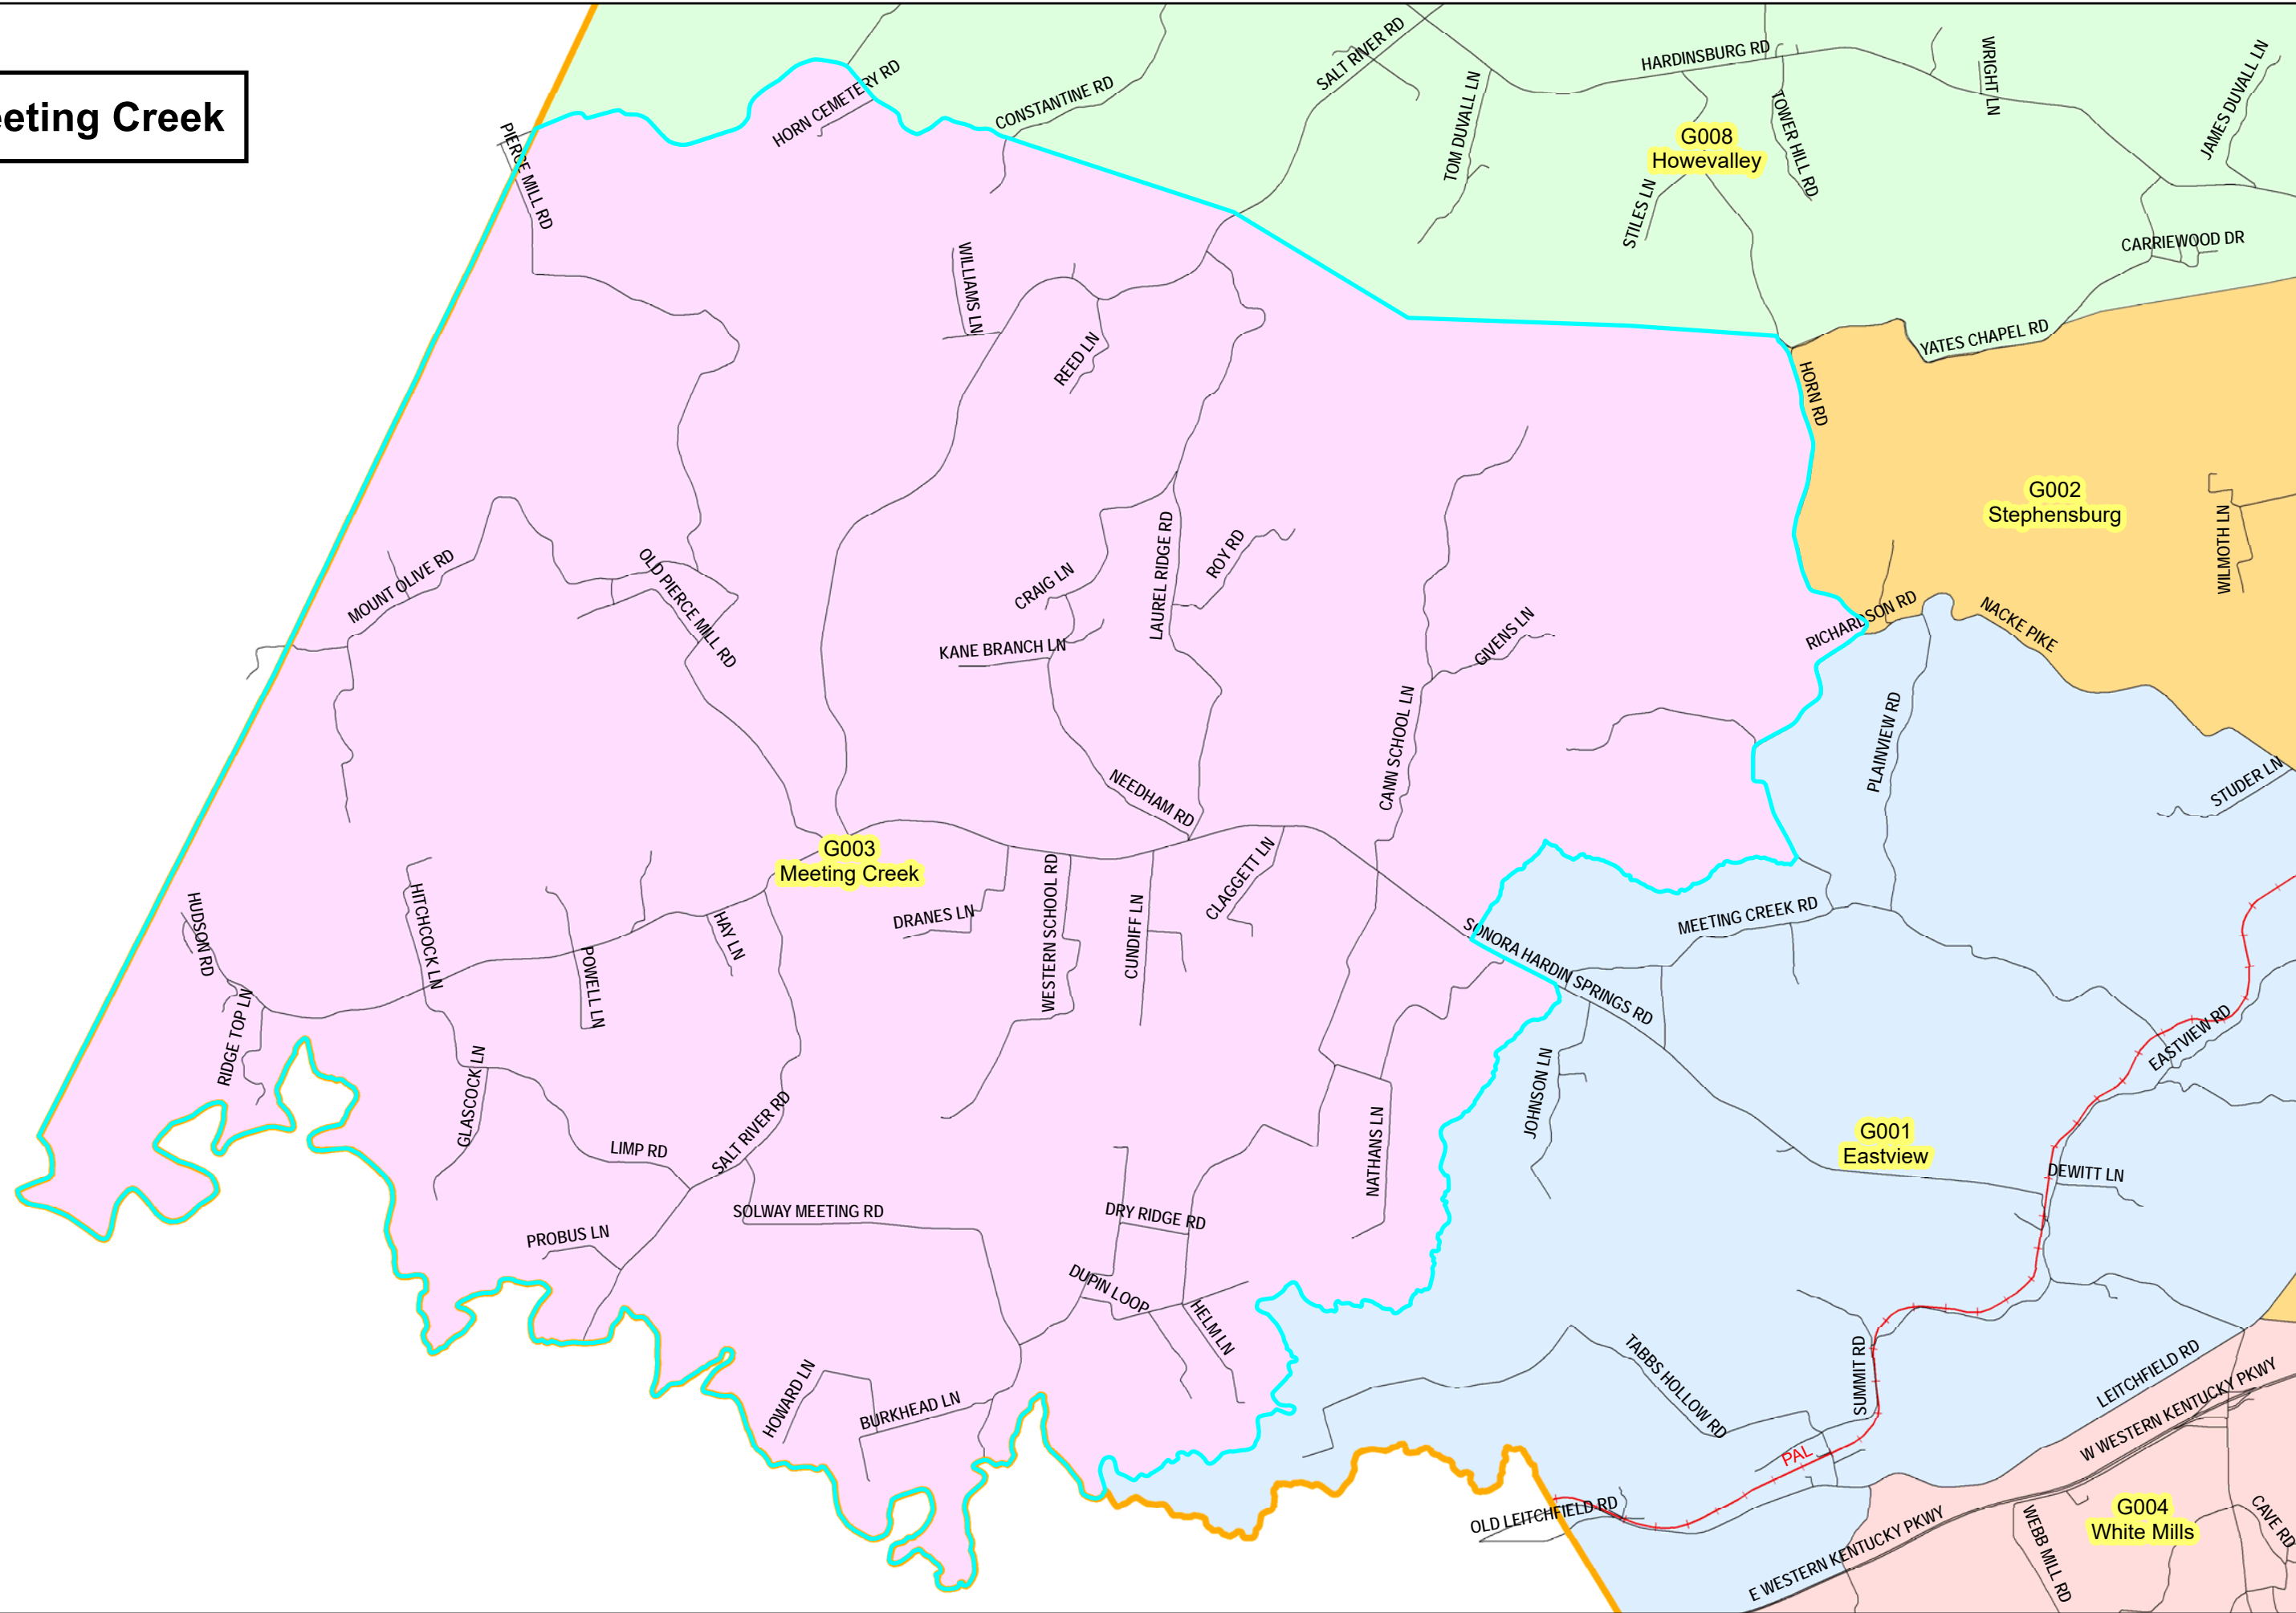 eeting Creek
PIERCE MILL RD
HORN CEMETERY RD
CONSTANTINE RD
SALT RIVER RD
TOM DUVALL LN
HARDINSBURG RD
TOWER HILL RD
WRIGHT LN
JAMES DUVALL LN
G008
Howevalley
STILES LN
CARRIEWOOD DR
YATES CHAPEL RD
WILLIAMS LN
REED LN
HORN RD
G002
Stephensburg
WILMOTH LN
MOUNT OLIVE RD
OLD PIERCE MILL RD
CRAIG LN
LAUREL RIDGE RD
ROY RD
KANE BRANCH LN
GIVENS LN
RICHARDSON RD
NACKE PIKE
CANN SCHOOL LN
PLAINVIEW RD
STUDER LN
NEEDHAM RD
G003
Meeting Creek
HUDSON RD
HITCHCOCK LN
POWELL LN
HAY LN
DRANES LN
WESTERN SCHOOL RD
CUNDIFF LN
CLAGGETT LN
SONORA HARDIN SPRINGS RD
MEETING CREEK RD
RIDGE TOP LN
GLASCOCK LN
LIMP RD
SALT RIVER RD
JOHNSON LN
EASTVIEW RD
G001
Eastview
DEWITT LN
NATHANS LN
PROBUS LN
SOLWAY MEETING RD
DRY RIDGE RD
DUPIN LOOP
HELM LN
HOWARD LN
BURKHEAD LN
TABBS HOLLOW RD
SUMMIT RD
LEITCHFIELD RD
W WESTERN KENTUCKY PKWY
PAL
OLD LEITCHFIELD RD
E WESTERN KENTUCKY PKWY
WEBB MILL RD
G004
White Mills
CAVE RD